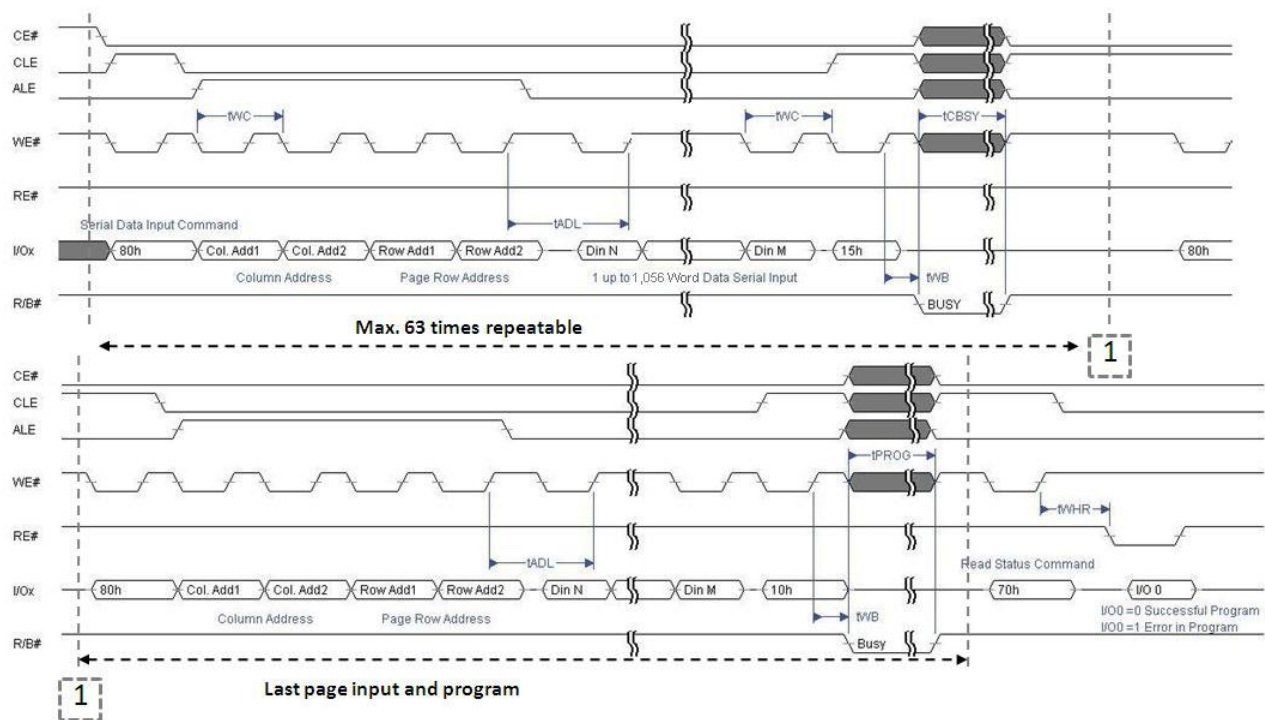 CE#
CLE
ALE
tWC tWC tCBSY
WE#
RE#
tADL
Serial Data Input Command
I/Ox 80h Col. Add1 Col. Add2 Row Add1 Row Add2 Din N Din M 15h 80h
Column Address Page Row Address 1 up to 1,056 Word Data Serial Input tWB
R/B# BUSY
Max. 63 times repeatable
1
CE#
CLE
ALE
tPROG
WE#
tWHR
RE#
tADL Read Status Command
I/Ox 80h Col. Add1 Col. Add2 Row Add1 Row Add2 Din N Din M 10h 70h I/O 0
Column Address Page Row Address tWB I/O0 =0 Successful Program
I/O0 =1 Error in Program
R/B# Busy
1
Last page input and program